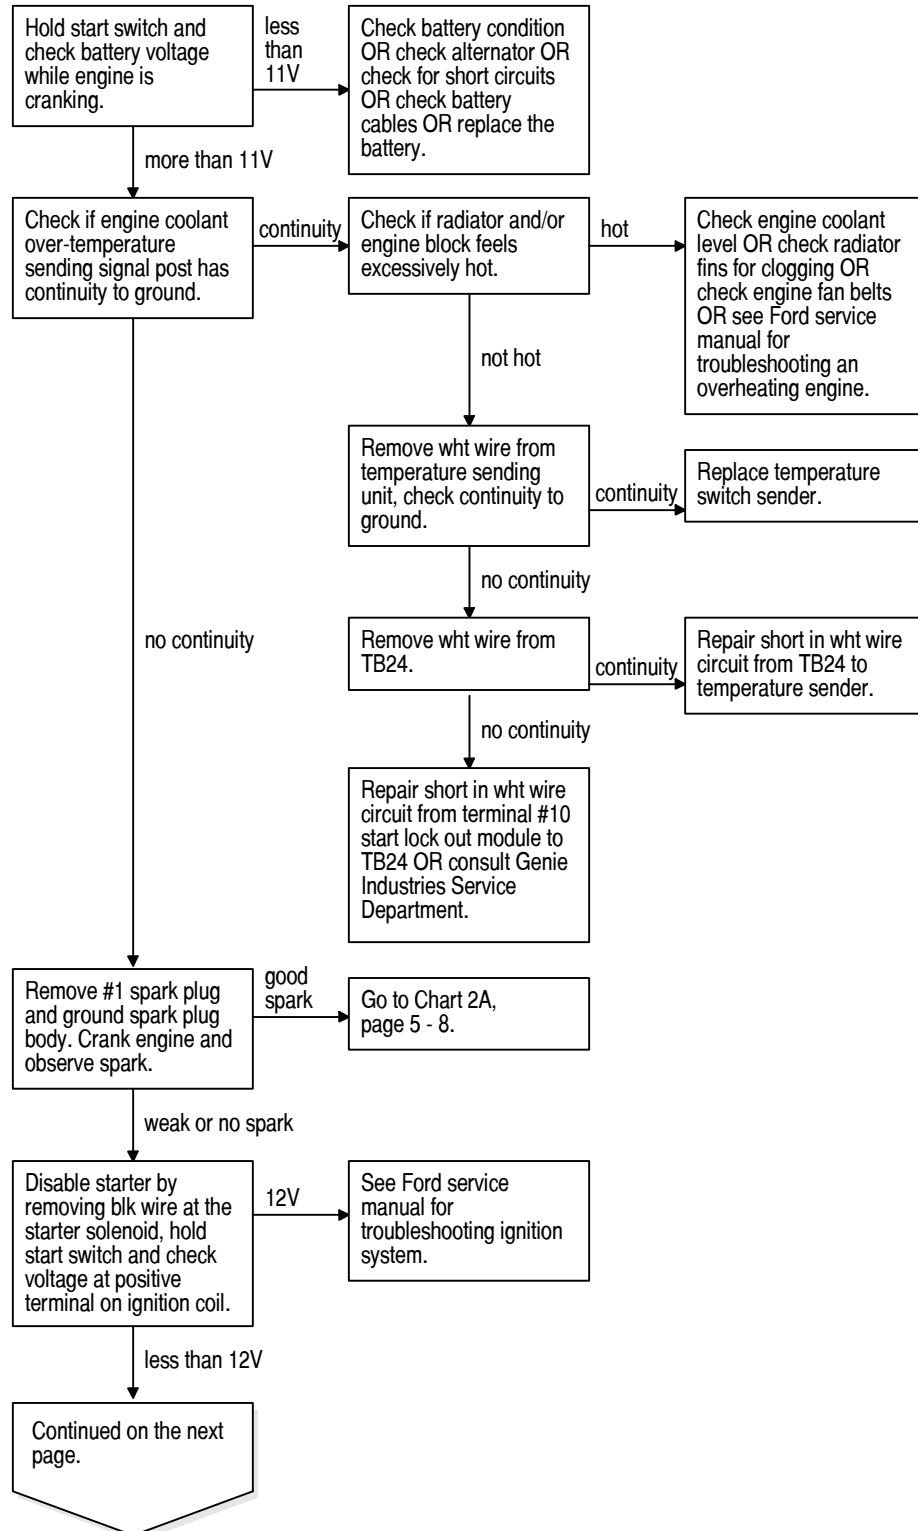 Hold start switch and
check battery voltage
while engine is
cranking.
less
than
11V
Check battery condition
OR check alternator OR
check for short circuits
OR check battery
cables OR replace the
battery.
more than 11V
Check if engine coolant
over-temperature
sending signal post has
continuity to ground.
continuity
Check if radiator and/or
engine block feels
excessively hot.
hot
Check engine coolant
level OR check radiator
fins for clogging OR
check engine fan belts
OR see Ford service
manual for
troubleshooting an
overheating engine.
not hot
Remove wht wire from
temperature sending
unit, check continuity to
ground.
continuity
Replace temperature
switch sender.
no continuity
no continuity
Remove wht wire from
TB24.
continuity
Repair short in wht wire
circuit from TB24 to
temperature sender.
no continuity
Repair short in wht wire
circuit from terminal #10
start lock out module to
TB24 OR consult Genie
Industries Service
Department.
Remove #1 spark plug
and ground spark plug
body. Crank engine and
observe spark.
good
spark
Go to Chart 2A,
page 5 - 8.
weak or no spark
Disable starter by
removing blk wire at the
starter solenoid, hold
start switch and check
voltage at positive
terminal on ignition coil.
12V
See Ford service
manual for
troubleshooting ignition
system.
less than 12V
Continued on the next
page.